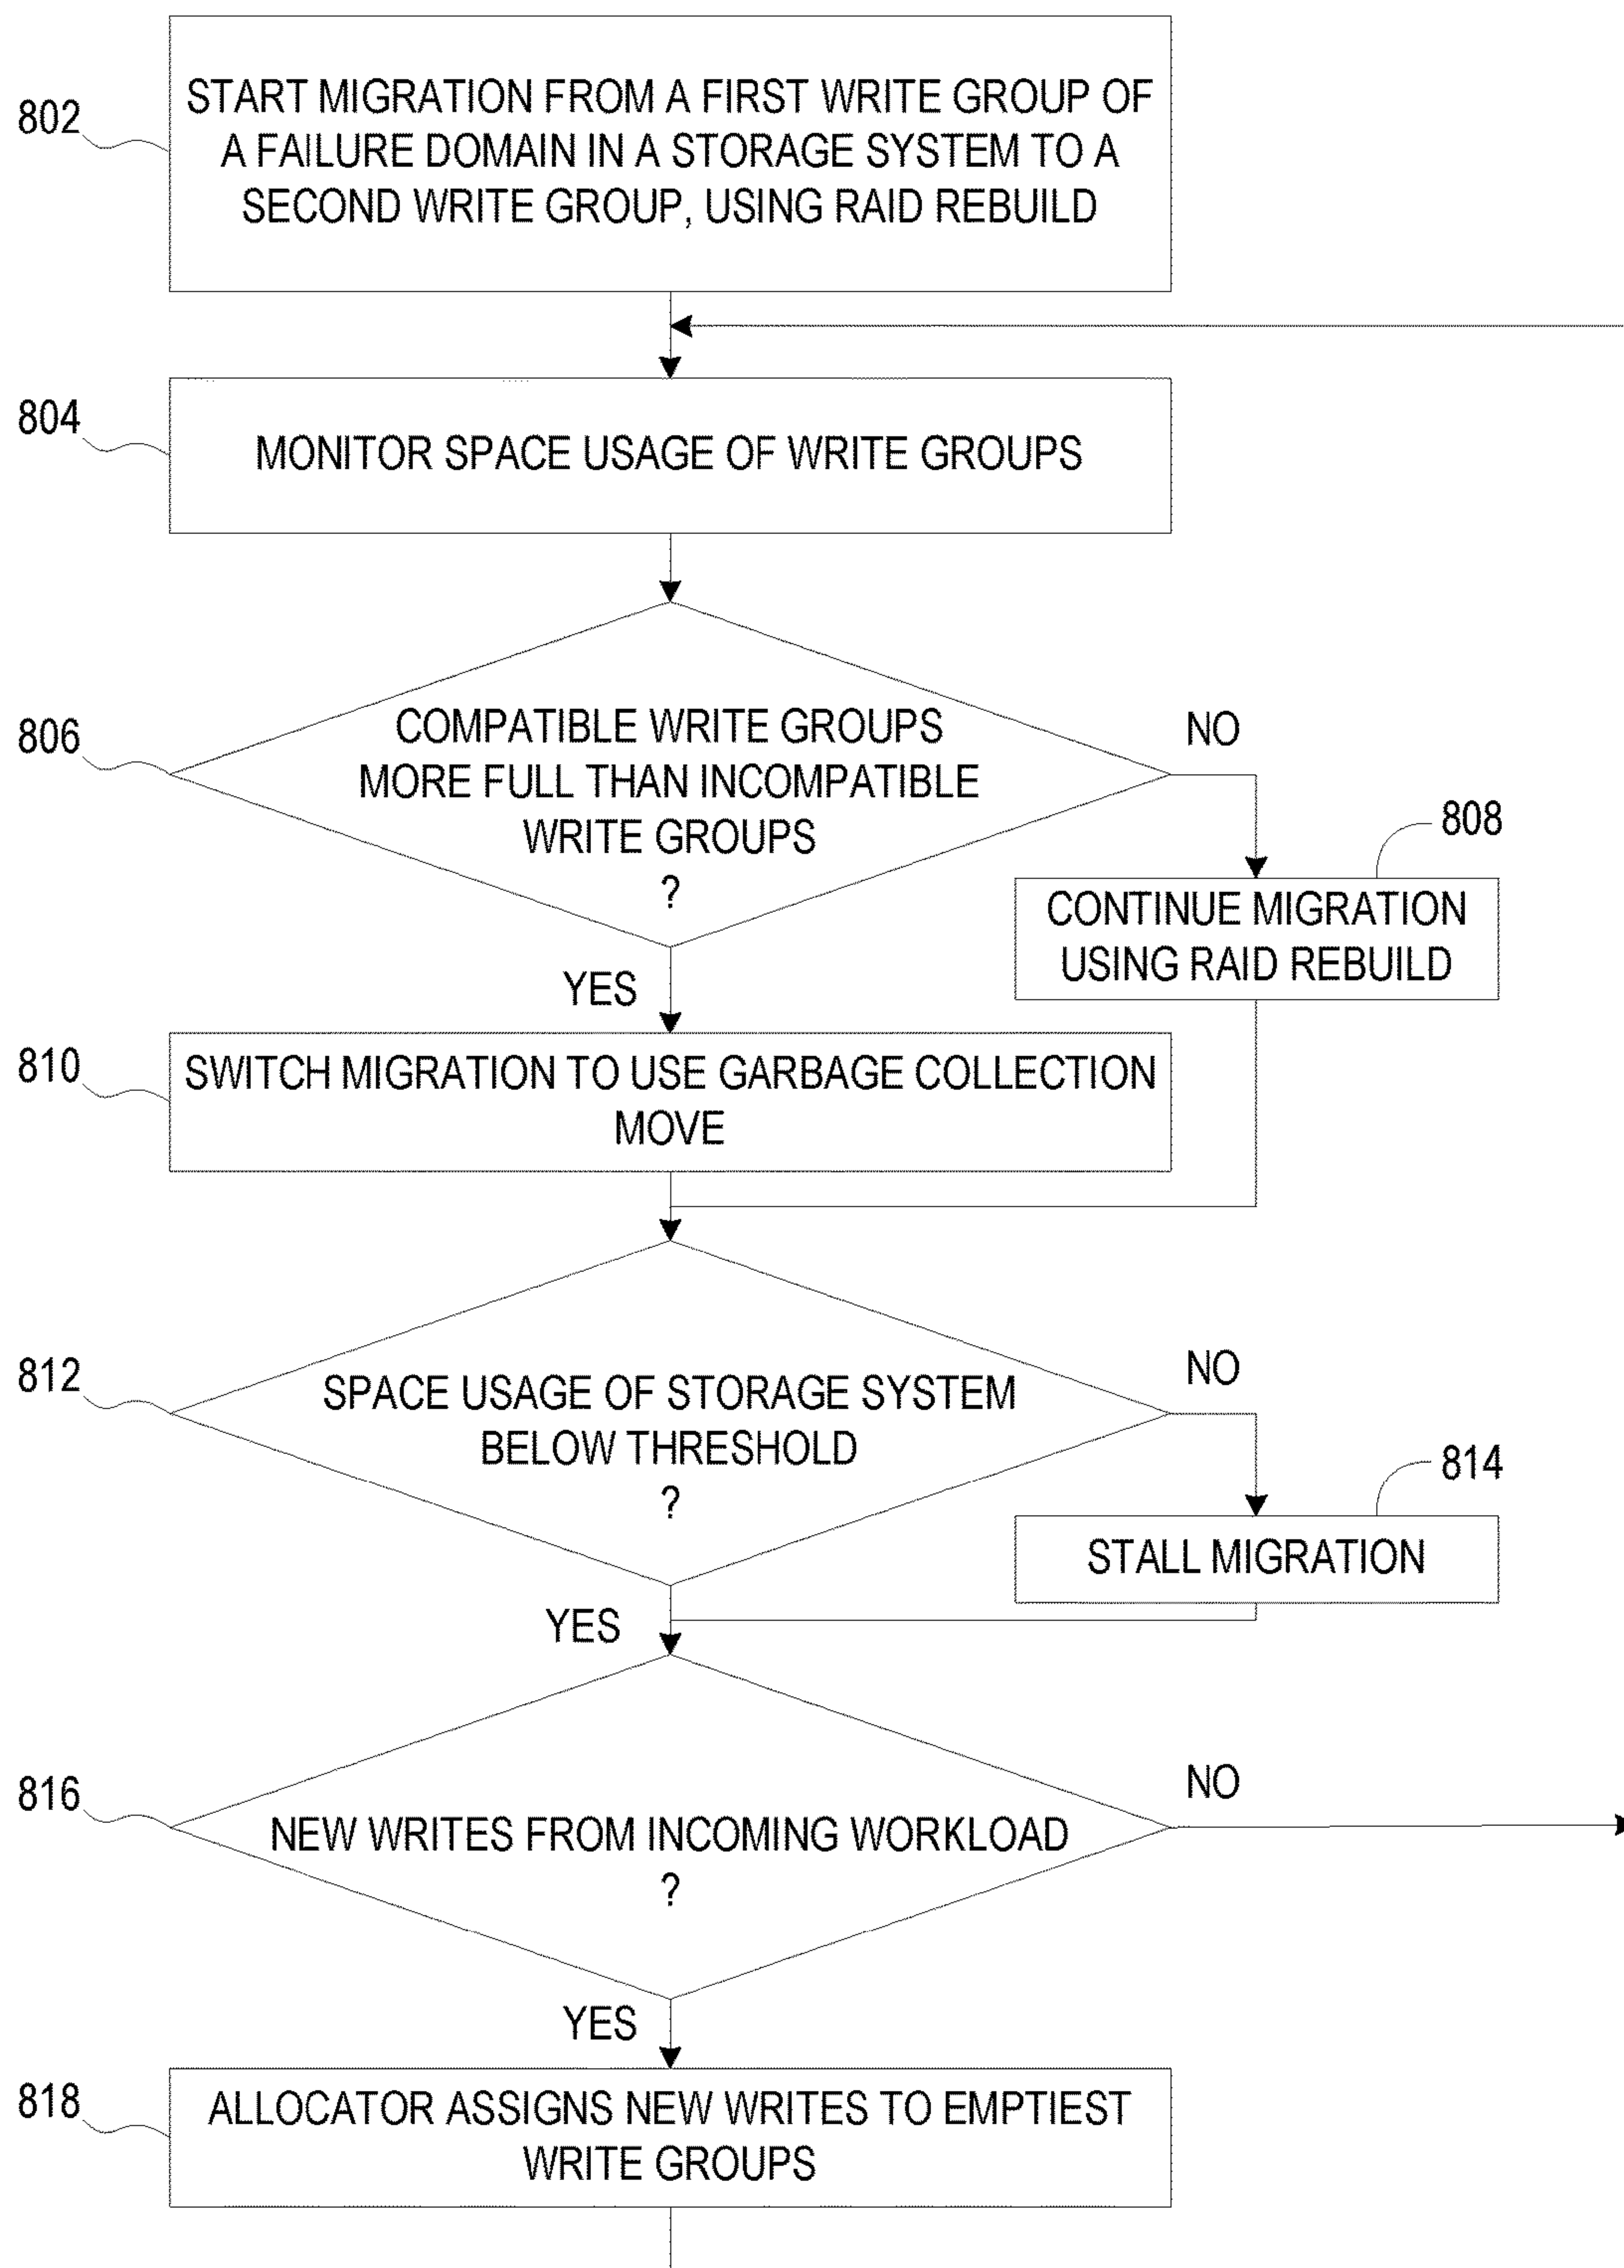 802
START MIGRATION FROM A FIRST WRITE GROUP OF
A FAILURE DOMAIN IN A STORAGE SYSTEM TO A
SECOND WRITE GROUP, USING RAID REBUILD
804
MONITOR SPACE USAGE OF WRITE GROUPS
806
COMPATIBLE WRITE GROUPS
MORE FULL THAN INCOMPATIBLE
WRITE GROUPS
?
NO
808
CONTINUE MIGRATION
USING RAID REBUILD
YES
810
SWITCH MIGRATION TO USE GARBAGE COLLECTION
MOVE
812
SPACE USAGE OF STORAGE SYSTEM
BELOW THRESHOLD
?
NO
814
STALL MIGRATION
YES
816
NEW WRITES FROM INCOMING WORKLOAD
?
NO
YES
818
ALLOCATOR ASSIGNS NEW WRITES TO EMPTIEST
WRITE GROUPS